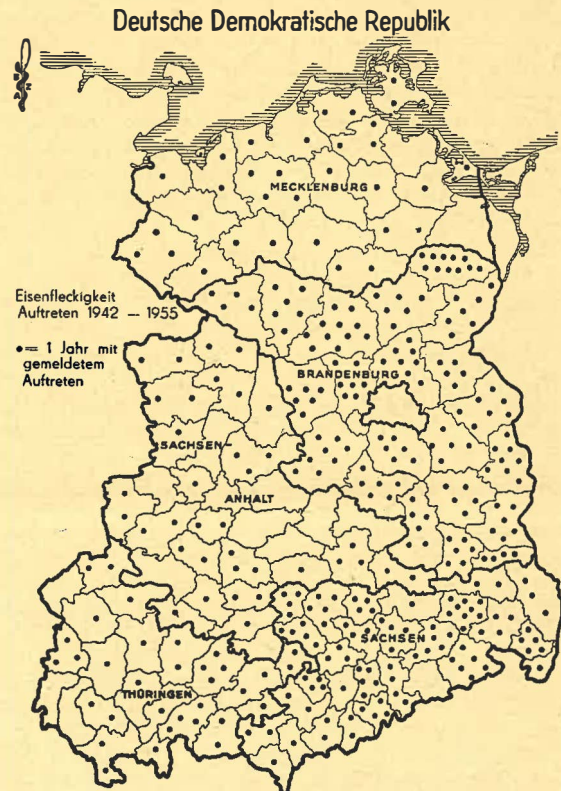 Deutsche Demokratische Republik
MECKLENBURG
Eisenfleckigkeit
Auftreten 1942 — 1955
•= 1 Jahr mit
gemeldetem
Auftreten
BRANDENBURG
SACHSEN-
ANHALT
SACHSEN
THÜRINGEN